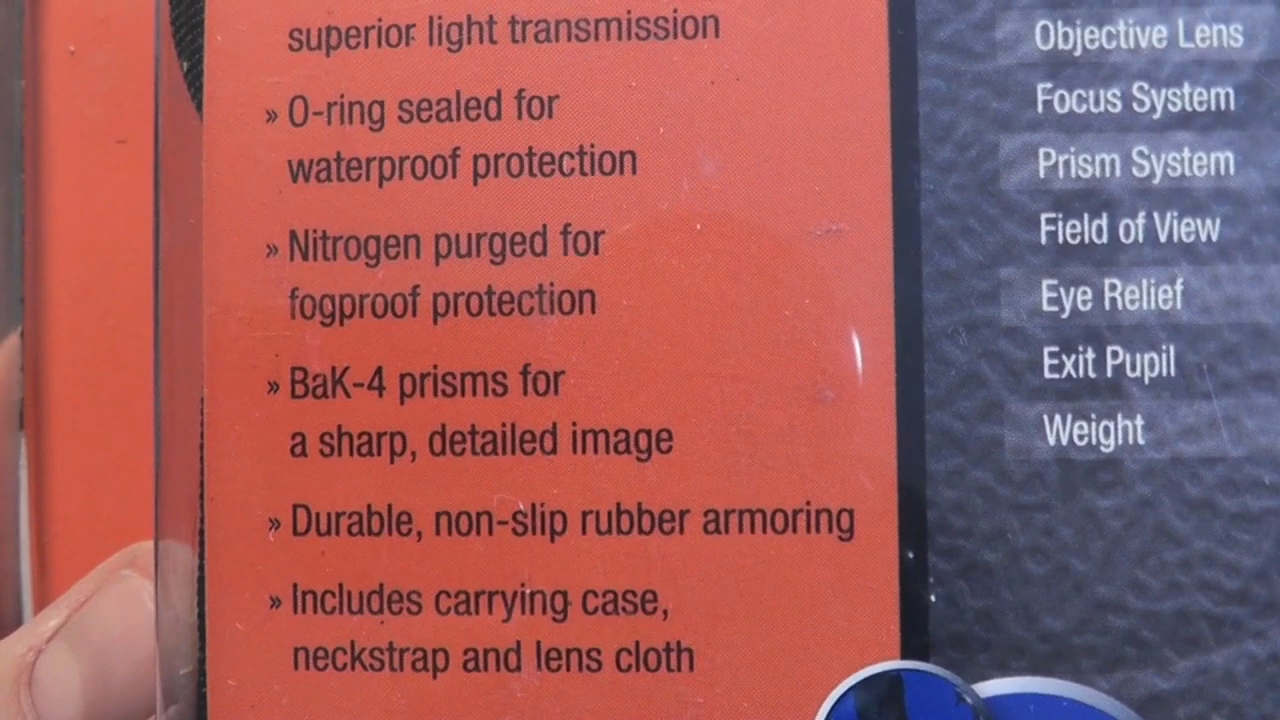 superior light transmission
» O-ring sealed for
waterproof protection
» Nitrogen purged for
fogproof protection
» BaK-4 prisms for
a sharp, detailed image
» Durable, non-slip rubber armoring
» Includes carrying case,
neckstrap and lens cloth
Objective Lens
Focus System
Prism System
Field of View
Eye Relief
Exit Pupil
Weight